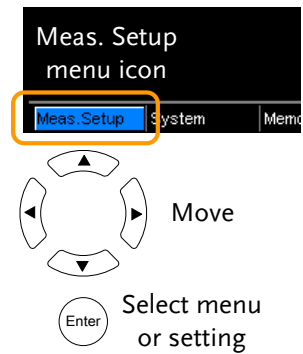 Meas. Setup
menu icon
Meas.Setup System Memo
Move
Enter
Select menu
or setting